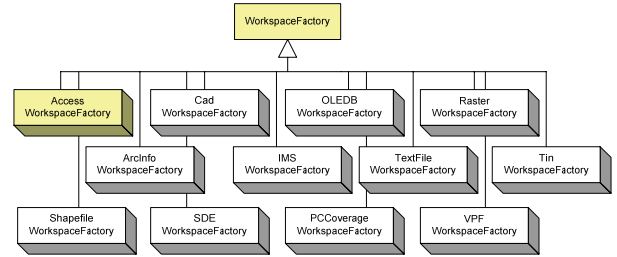 WorkspaceFactory
Access
WorkspaceFactory
Cad
WorkspaceFactory
OLEDB
WorkspaceFactory
Raster
WorkspaceFactory
ArcInfo
WorkspaceFactory
IMS
WorkspaceFactory
TextFile
WorkspaceFactory
Tin
WorkspaceFactory
Shapefile
WorkspaceFactory
SDE
WorkspaceFactory
PCCoverage
WorkspaceFactory
VPF
WorkspaceFactory